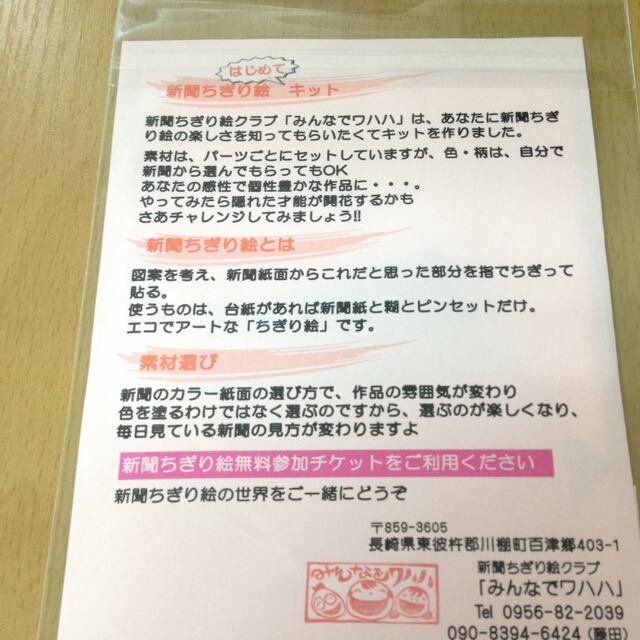 はじめて
新聞ちぎり絵 キット
新聞ちぎり絵クラブ「みんなでワハハ」は、あなたに新聞ちぎ
り絵の楽しさを知ってもらいたくてキットを作りました。
素材は、パーツごとにセットしていますが、色・柄は、自分で
新聞から選んでもらってもOK
あなたの感性で個性豊かな作品に・・・。
やってみたら隠れた才能が開花するかも
さあチャレンジしてみましょう!!
新聞ちぎり絵とは
図案を考え、新聞紙面からこれだと思った部分を指でちぎって
貼る。
使うものは、台紙があれば新聞紙と糊とピンセットだけ。
エコでアートな「ちぎり絵」です。
素材選び
新聞のカラー紙面の選び方で、作品の雰囲気が変わり
色を塗るわけではなく選ぶのですから、選ぶのが楽しくなり、
毎日見ている新聞の見方が変わりますよ
新聞ちぎり絵無料参加チケットをご利用ください
新聞ちぎり絵の世界をご一緒にどうぞ
〒859-3605
長崎県東彼杵郡川棚町百津郷403-1
みんなでワハハ
新聞ちぎり絵クラブ
「みんなでワハハ」
Tel 0956-82-2039
090-8394-6424（藤田）